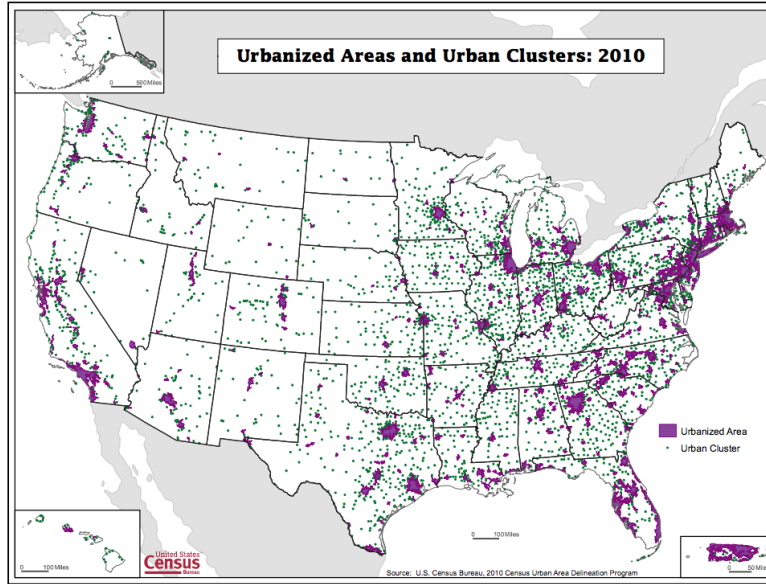 Urbanized Areas and Urban Clusters: 2010
0 500 Miles
Urbanized Area
Urban Cluster
0 100 Miles
0 100 Miles
0 50 Miles
United States
Census
Bureau
Source: U.S. Census Bureau, 2010 Census Urban Area Delineation Program